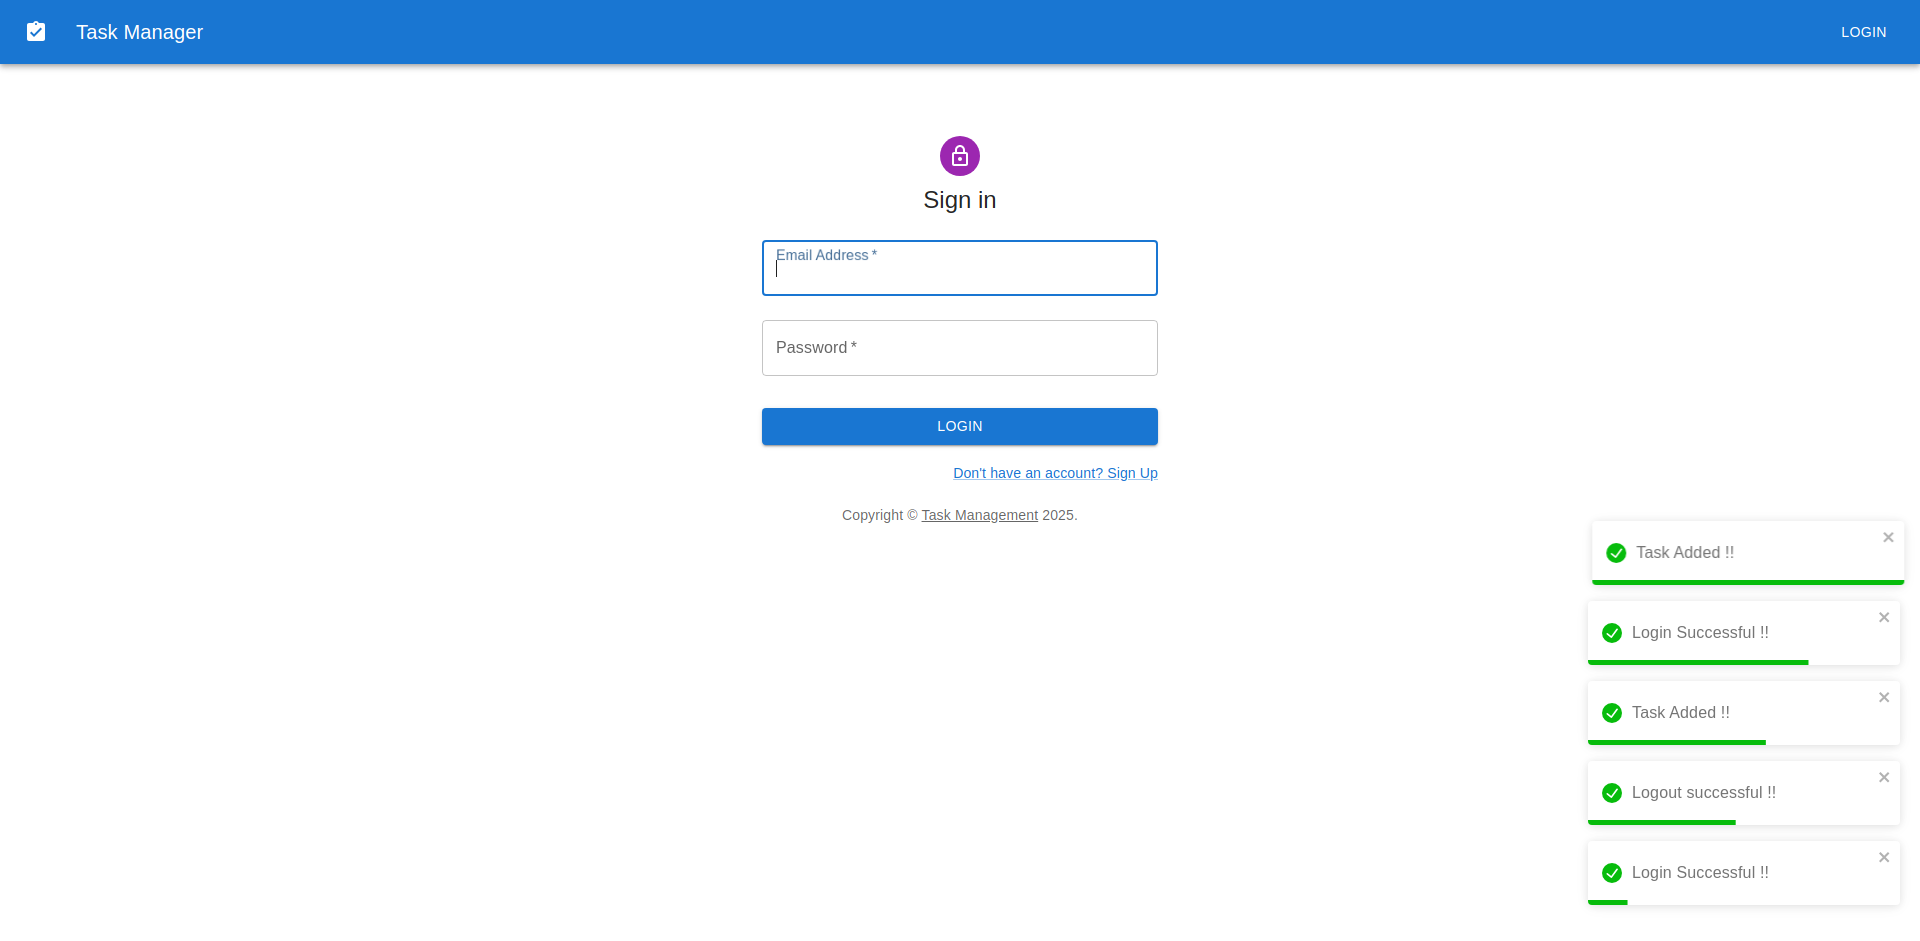 Task Manager
LOGIN
Sign in
Email Address *
Password *
LOGIN
Don't have an account? Sign Up
Copyright © Task Management 2025.
Task Added !!
Login Successful !!
Task Added !!
Logout successful !!
Login Successful !!